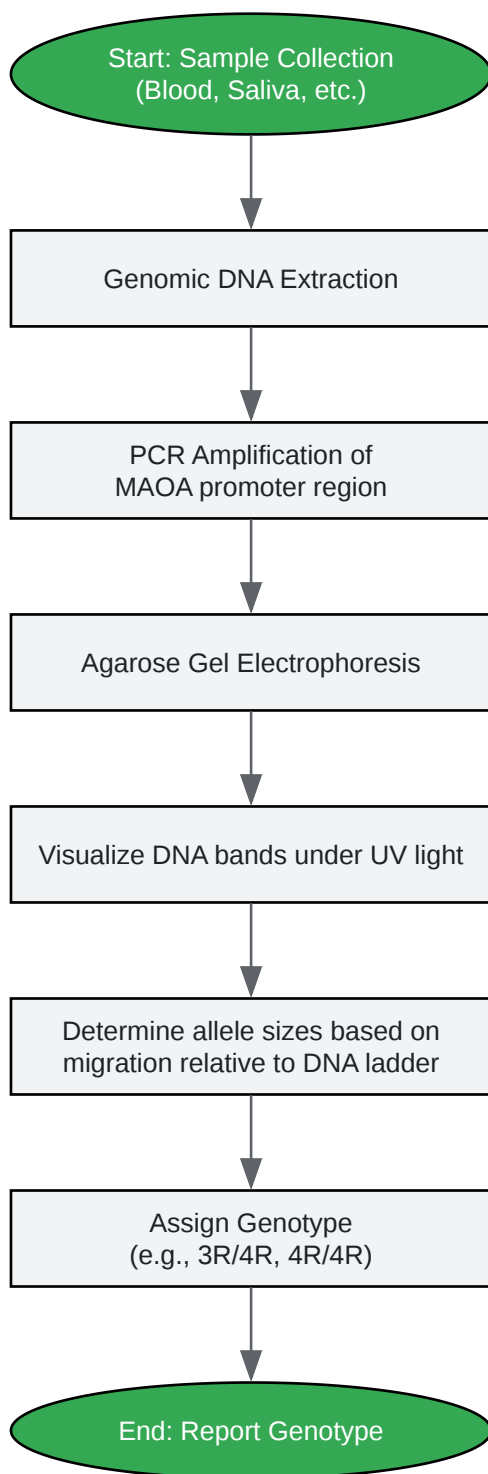 Start: Sample Collection
(Blood, Saliva, etc.)
Genomic DNA Extraction
PCR Amplification of
MAOA promoter region
Agarose Gel Electrophoresis
Visualize DNA bands under UV light
Determine allele sizes based on
migration relative to DNA ladder
Assign Genotype
(e.g., 3R/4R, 4R/4R)
End: Report Genotype